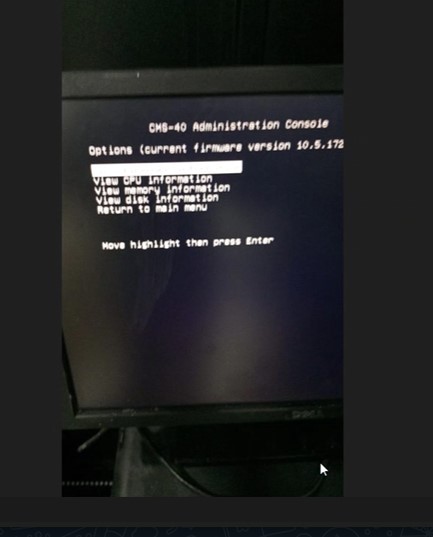 CMS-40 Administration Console
Options (current firmware version 10.5.172
View CPU information
View memory information
View disk information
Return to main menu
Move highlight then press Enter